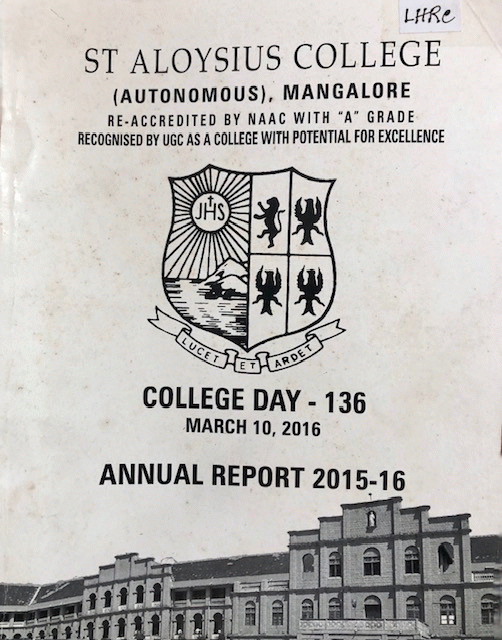 LHRC
ST ALOYSIUS COLLEGE
(AUTONOMOUS), MANGALORE
RE-ACCREDITED BY NAAC WITH "A" GRADE
RECOGNISED BY UGC AS A COLLEGE WITH POTENTIAL FOR EXCELLENCE
JHS
LUCET ET ARDET
COLLEGE DAY - 136
MARCH 10, 2016
ANNUAL REPORT 2015-16